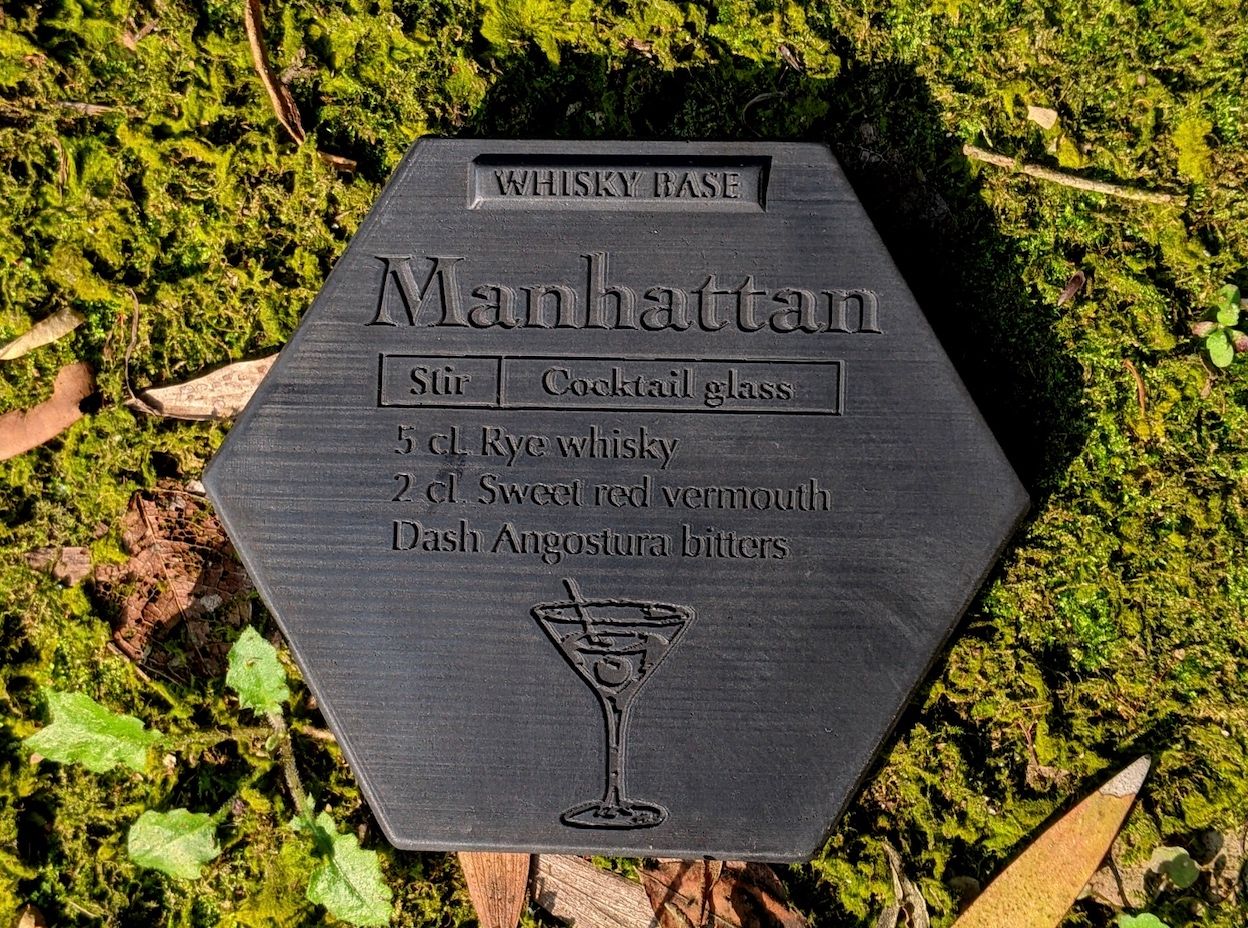 WHISKY BASE
Manhattan
Stir Cocktail glass
5 cl. Rye whisky
2 cl. Sweet red vermouth
Dash Angostura bitters